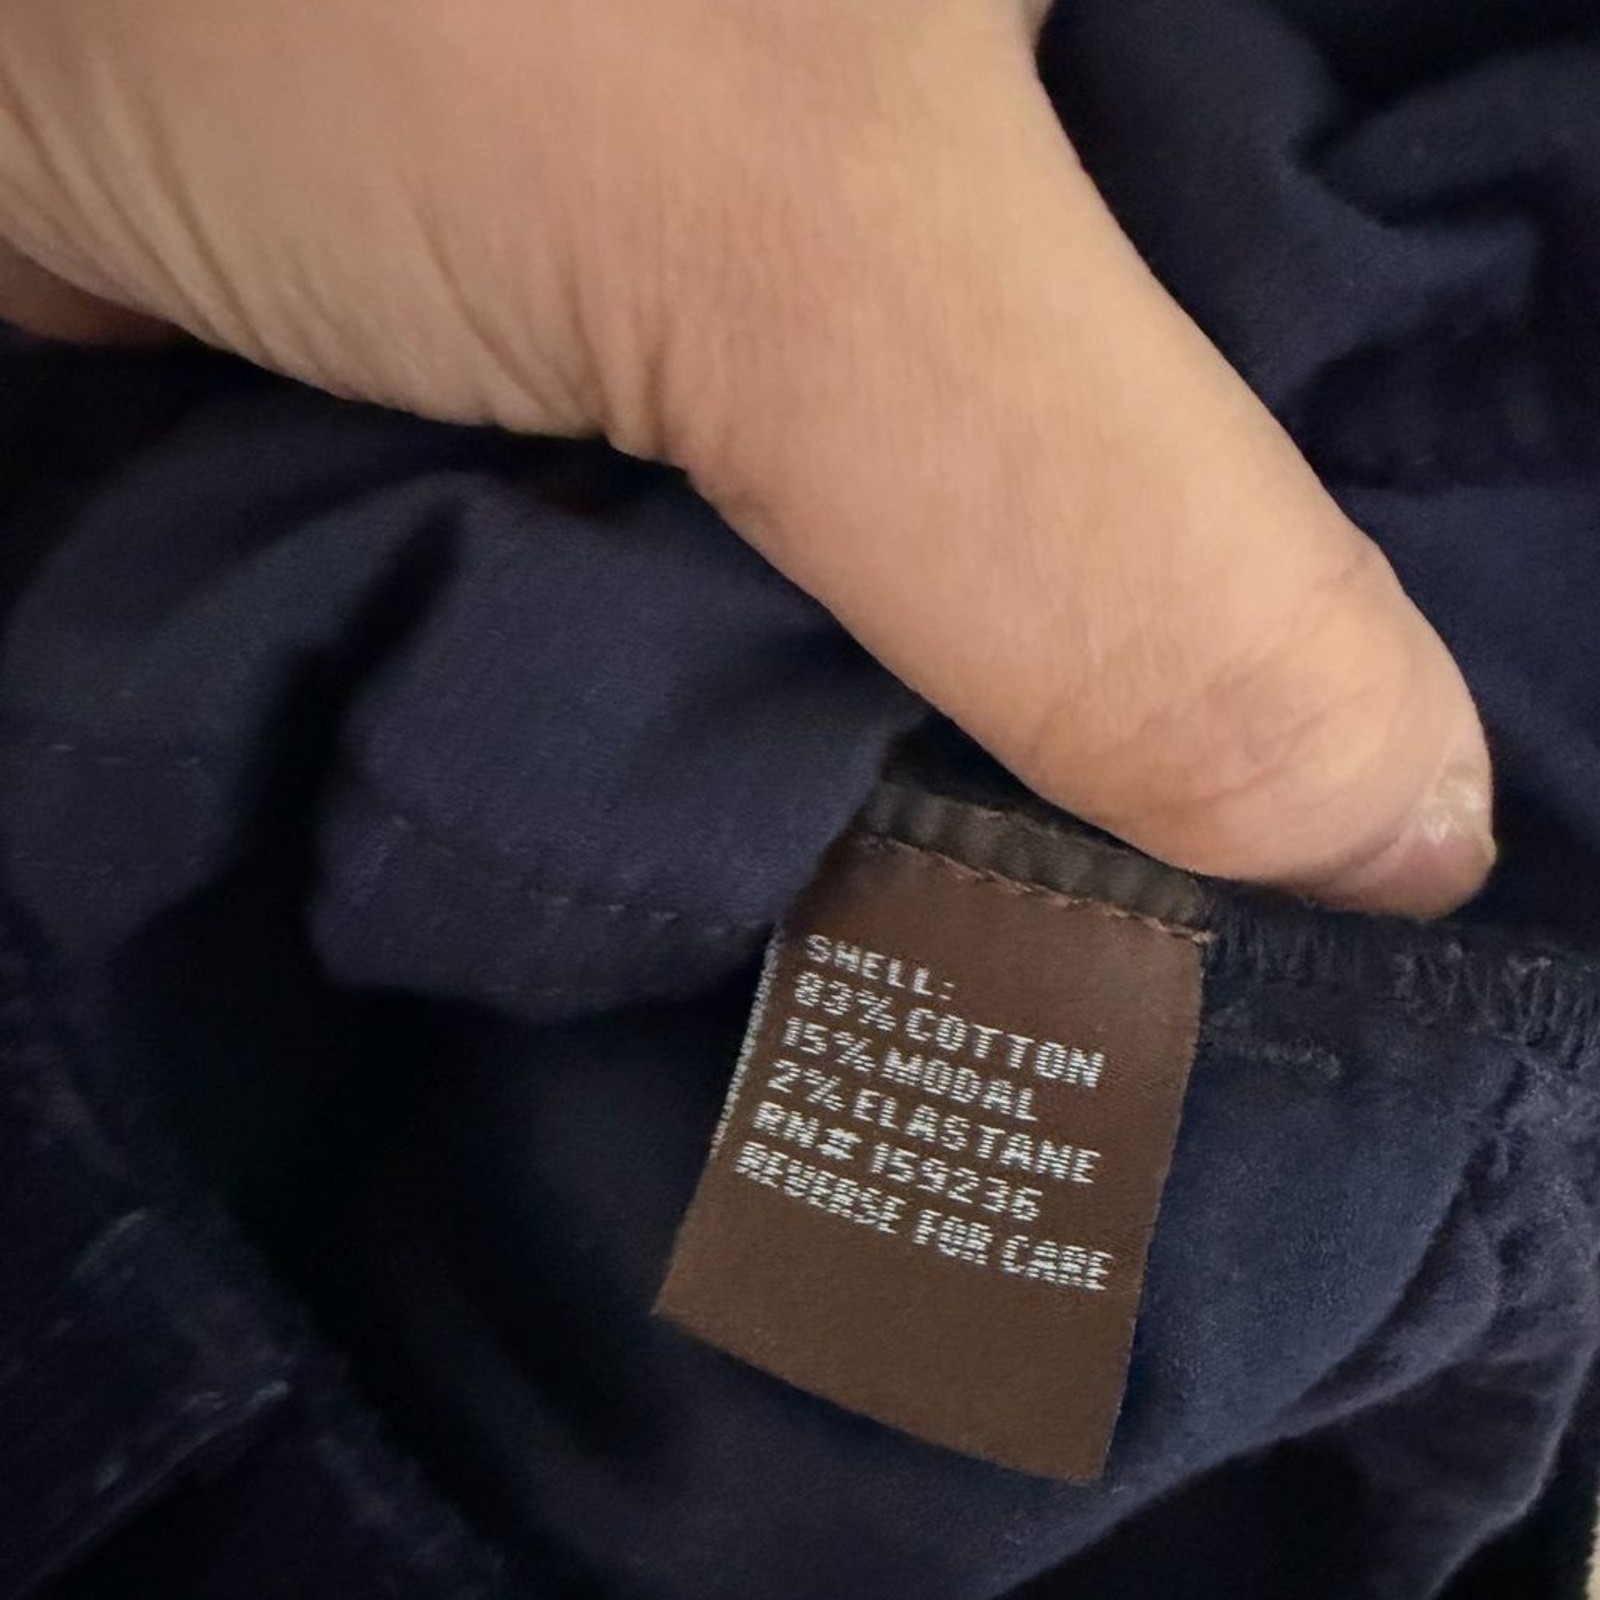 SHELL:
83% COTTON
15% MODAL
2% ELASTANE
RN# 159236
REVERSE FOR CARE